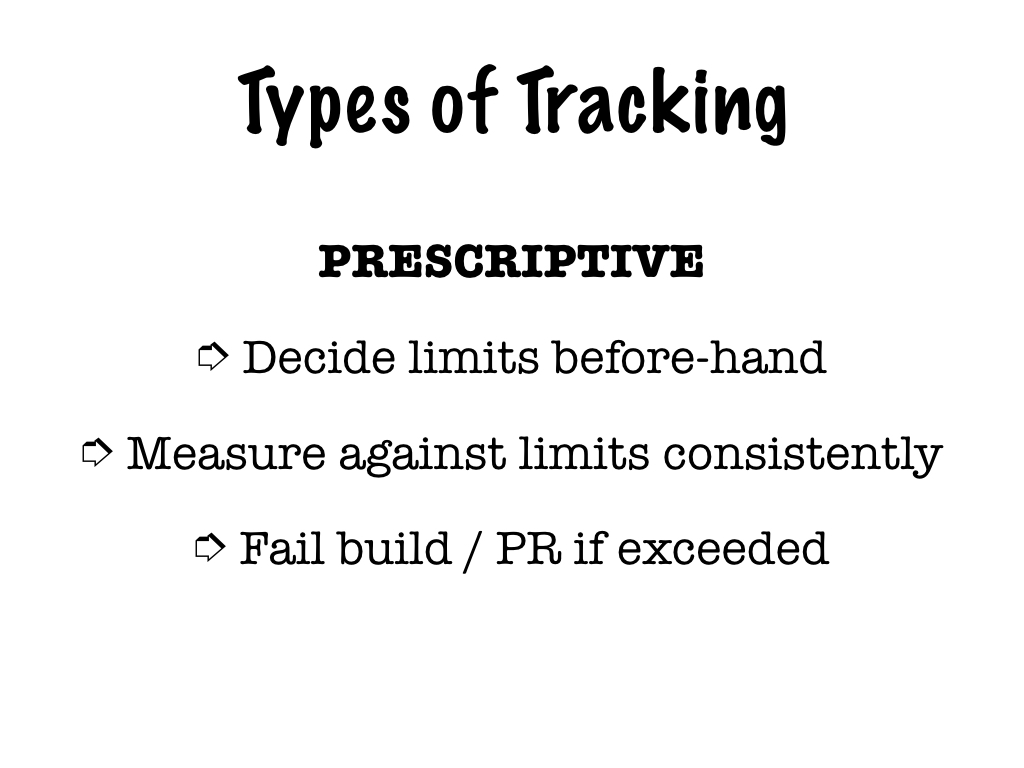 Types of Tracking
PRESCRIPTIVE
➩ Decide limits before-hand
➩ Measure against limits consistently
➩ Fail build / PR if exceeded